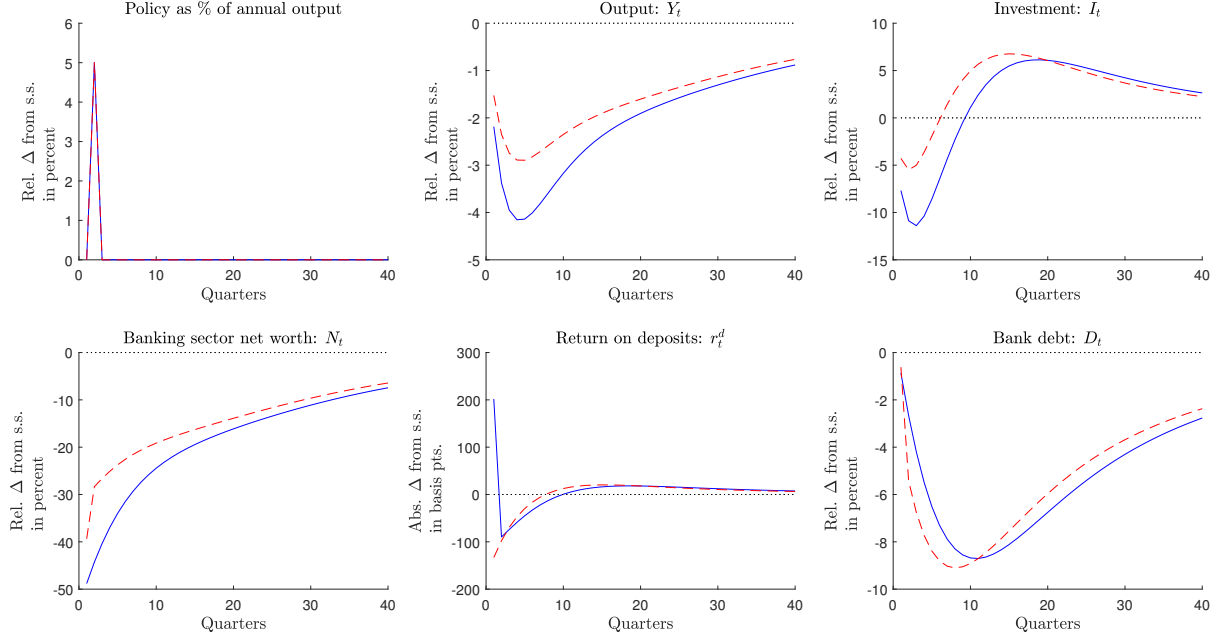 Policy as % of annual output
Rel. Δ from s.s.
in percent
6
5
4
3
2
1
0
0
10
20
30
40
Quarters
Output: Y_t
Rel. Δ from s.s.
in percent
0
-1
-2
-3
-4
-5
0
10
20
30
40
Quarters
Investment: I_t
Rel. Δ from s.s.
in percent
10
5
0
-5
-10
-15
0
10
20
30
40
Quarters
Banking sector net worth: N_t
Rel. Δ from s.s.
in percent
0
-10
-20
-30
-40
-50
0
10
20
30
40
Quarters
Return on deposits: r_t^d
Abs. Δ from s.s.
in basis pts.
300
200
100
0
-100
-200
0
10
20
30
40
Quarters
Bank debt: D_t
Rel. Δ from s.s.
in percent
0
-2
-4
-6
-8
-10
0
10
20
30
40
Quarters